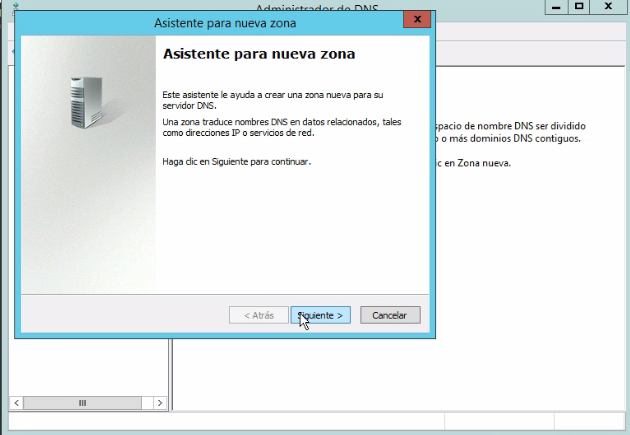 Administrador de DNS
Asistente para nueva zona
x
x
Asistente para nueva zona
Este asistente le ayuda a crear una zona nueva para su
servidor DNS.
Una zona traduce nombres DNS en datos relacionados, tales
como direcciones IP o servicios de red.
Haga clic en Siguiente para continuar.
spacio de nombre DNS ser dividido
o más dominios DNS contiguos.
ic en Zona nueva.
< Atrás
Siguiente >
Cancelar